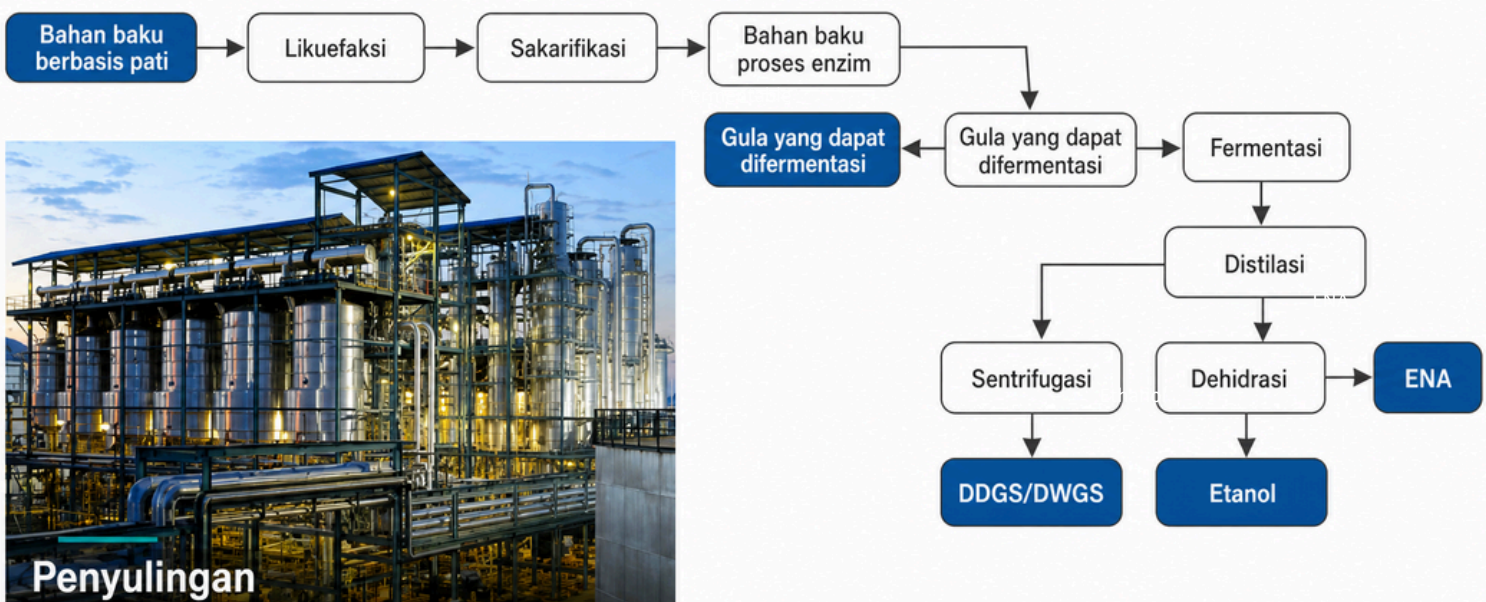 Bahan baku
berbasis pati
Likuefaksi
Sakarifikasi
Bahan baku
proses enzim
Gula yang dapat
difermentasi
Gula yang dapat
difermentasi
Fermentasi
Distilasi
Sentrifugasi
Dehidrasi
ENA
DDGS/DWGS
Etanol
Penyulingan